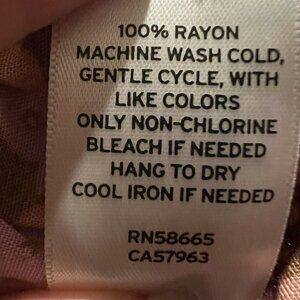 100% RAYON
MACHINE WASH COLD,
GENTLE CYCLE, WITH
LIKE COLORS
ONLY NON-CHLORINE
BLEACH IF NEEDED
HANG TO DRY
COOL IRON IF NEEDED
RN58665
CA57963